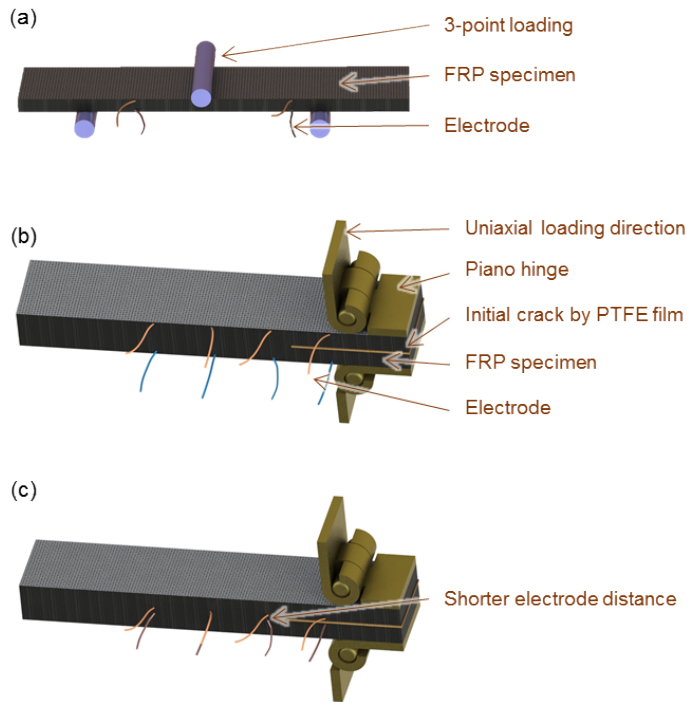 (a)
3-point loading
FRP specimen
Electrode
(b)
Uniaxial loading direction
Piano hinge
Initial crack by PTFE film
FRP specimen
Electrode
(c)
Shorter electrode distance